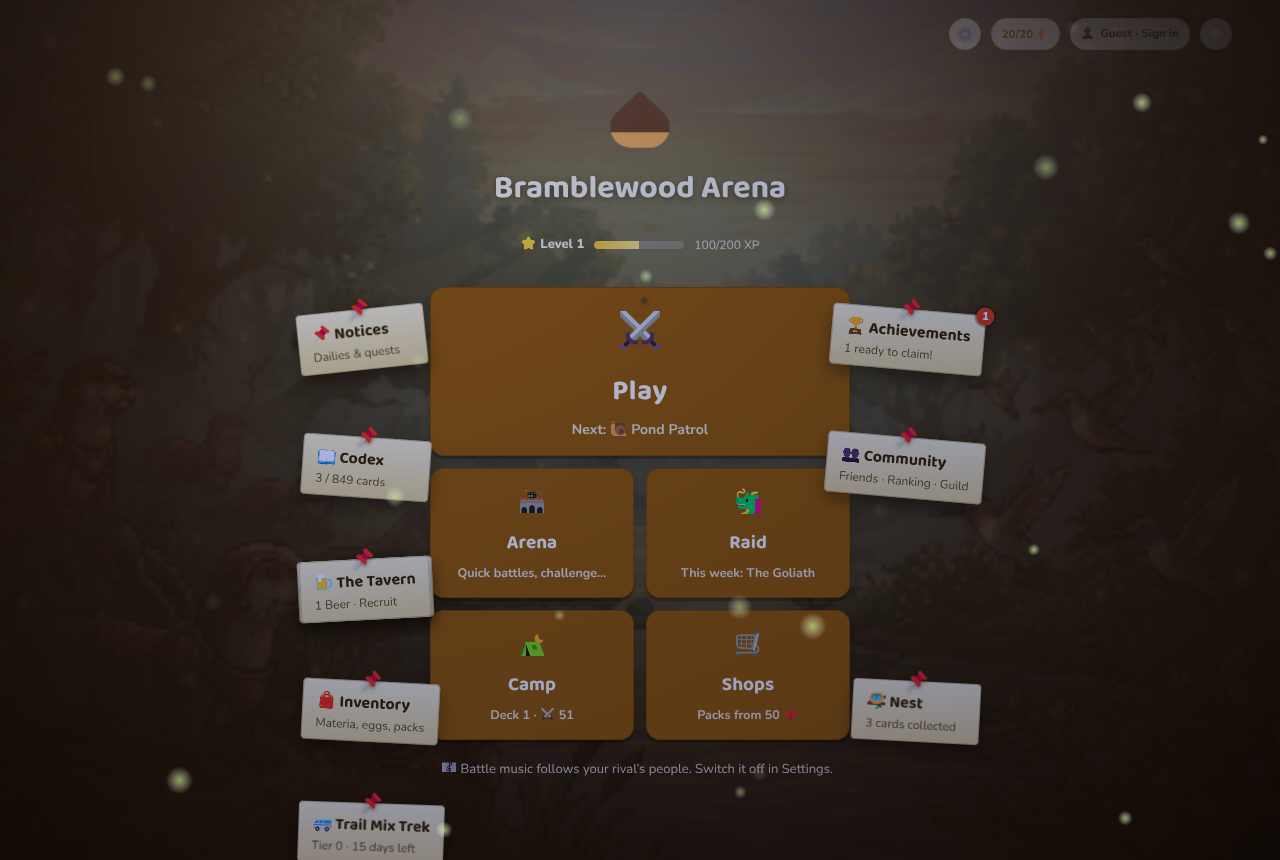 20/20
Guest · Sign in
Bramblewood Arena
Level 1
100/200 XP
Notices
Dailies & quests
Play
Next: Pond Patrol
Achievements
1 ready to claim!
1
Codex
3 / 849 cards
Community
Friends · Ranking · Guild
Arena
Quick battles, challenge...
Raid
This week: The Goliath
The Tavern
1 Beer · Recruit
Inventory
Materia, eggs, packs
Camp
Deck 1 · 51
Shops
Packs from 50
Nest
3 cards collected
Battle music follows your rival's people. Switch it off in Settings.
Trail Mix Trek
Tier 0 · 15 days left